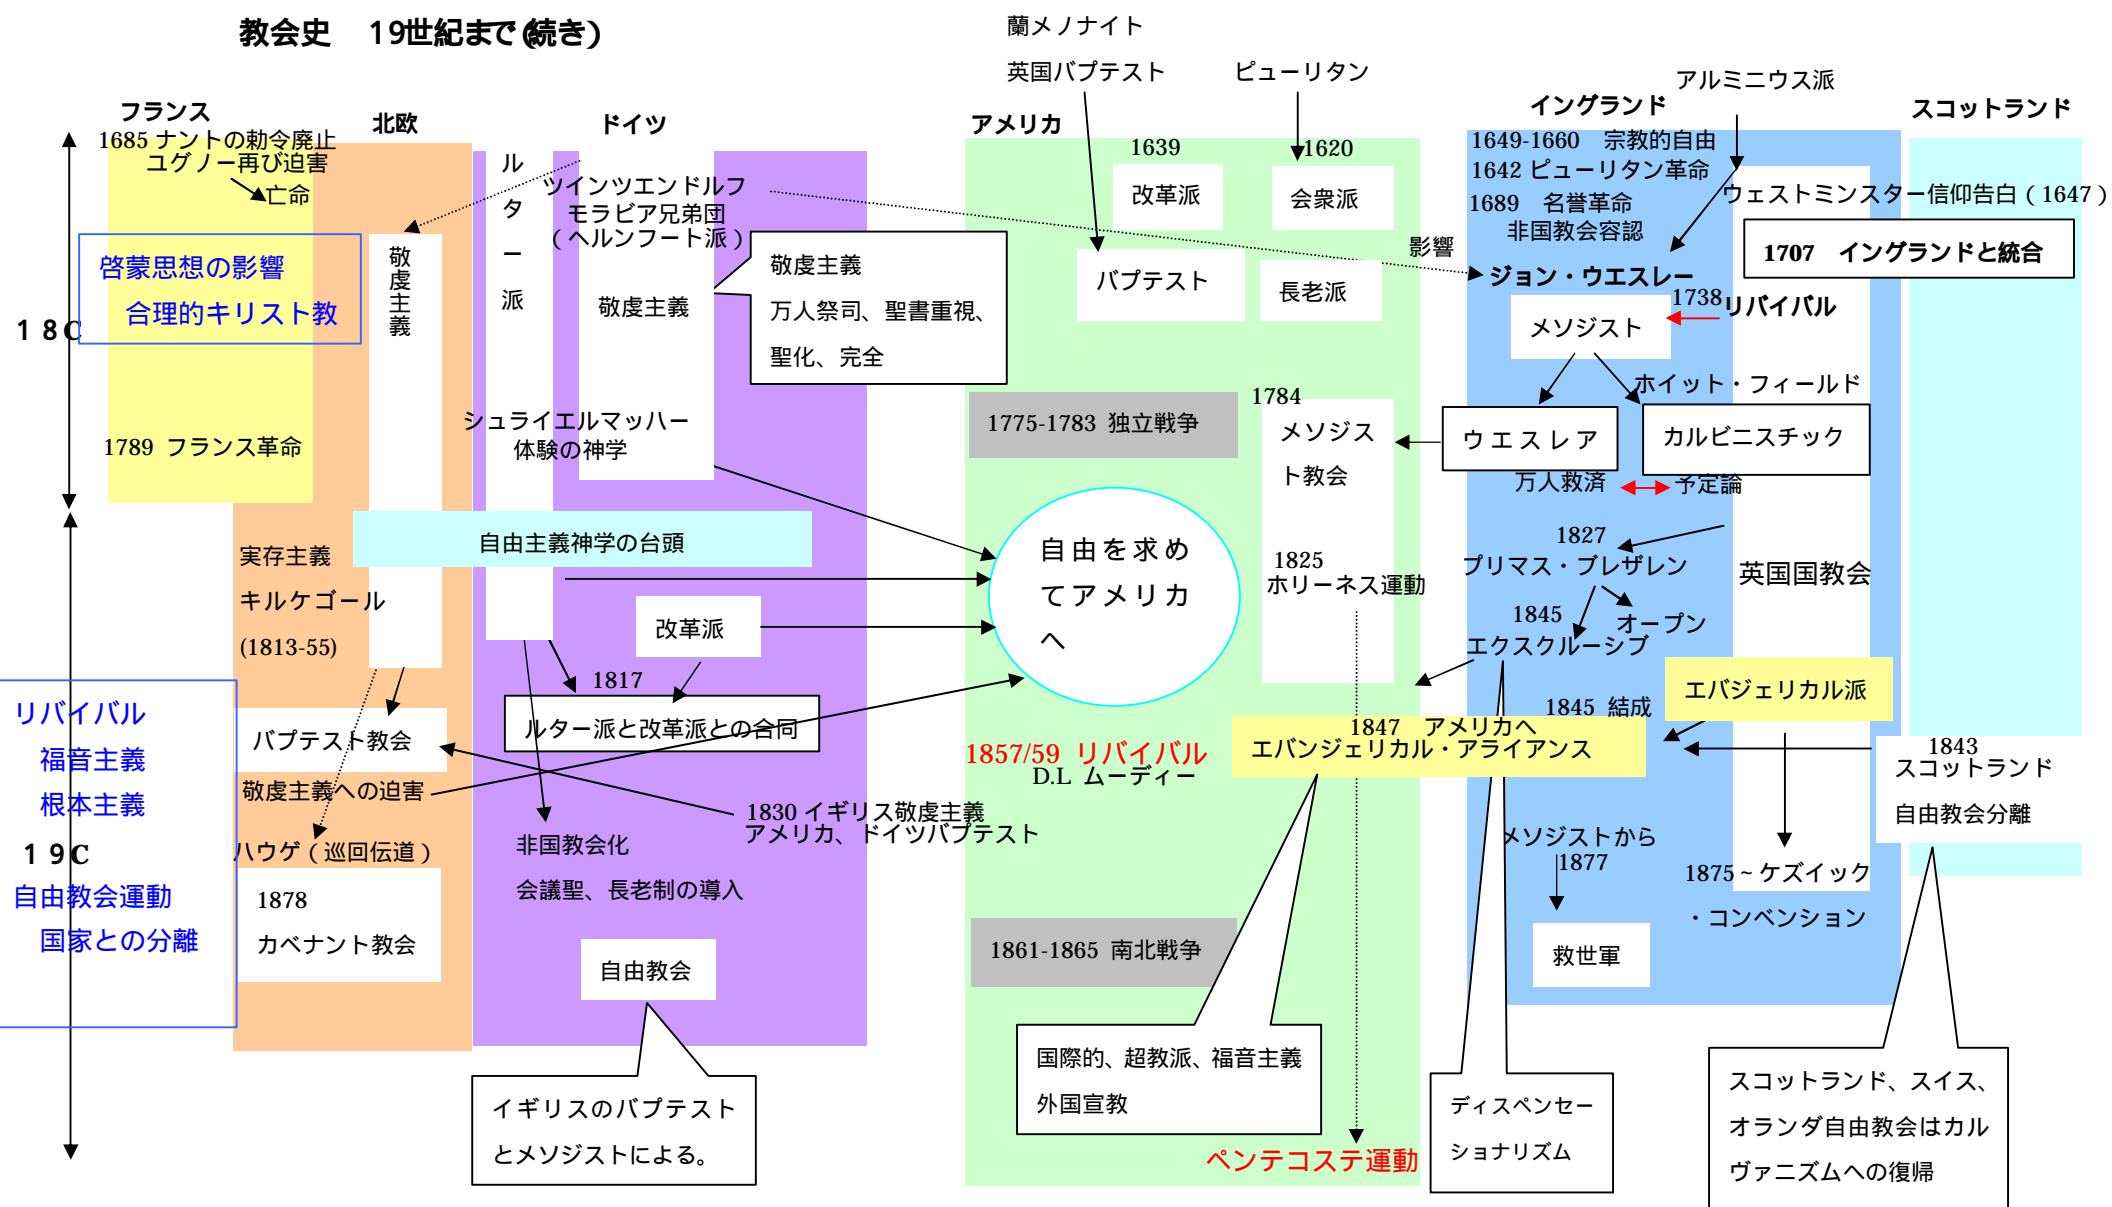 教会史　19世紀まで(続き)
蘭メノナイト
英国バプテスト
ピューリタン
アルミニウス派
フランス
北欧
ドイツ
アメリカ
イングランド
スコットランド
18C
1685 ナントの勅令廃止
ユグノー再び迫害
亡命
啓蒙思想の影響
合理的キリスト教
1789 フランス革命
敬虔主義
ルター派
ツインツエンドルフ
モラビア兄弟団
（ヘルンフート派）
敬虔主義
敬虔主義
万人祭司、聖書重視、
聖化、完全
シュライエルマッハー
体験の神学
1639
改革派
1620
会衆派
バプテスト
長老派
影響
1649-1660　宗教的自由
1642 ピューリタン革命
1689　名誉革命
非国教会容認
ウェストミンスター信仰告白（1647）
1707　イングランドと統合
ジョン・ウエスレー
1738
リバイバル
メソジスト
ホイット・フィールド
ウエスレア
カルビニスチック
万人救済
予定論
1775-1783 独立戦争
1784
メソジス
ト教会
自由主義神学の台頭
実存主義
キルケゴール
(1813-55)
改革派
1817
ルター派と改革派との合同
自由を求め
てアメリカ
へ
1825
ホリーネス運動
1827
プリマス・ブレザレン
1845
オープン
エクスクルーシブ
英国国教会
エバジェリカル派
1845 結成
1847　アメリカへ
エバンジェリカル・アライアンス
1843
スコットランド
自由教会分離
リバイバル
福音主義
根本主義
19C
自由教会運動
国家との分離
バプテスト教会
敬虔主義への迫害
ハウゲ（巡回伝道）
1878
カベナント教会
1830 イギリス敬虔主義
アメリカ、ドイツバプテスト
非国教会化
会議聖、長老制の導入
自由教会
イギリスのバプテスト
とメソジストによる。
1857/59 リバイバル
D.L ムーディー
1861-1865 南北戦争
国際的、超教派、福音主義
外国宣教
ペンテコステ運動
メソジストから
1877
救世軍
1875～ケズイック
・コンベンション
ディスペンセー
ショナリズム
スコットランド、スイス、
オランダ自由教会はカル
ヴァニズムへの復帰